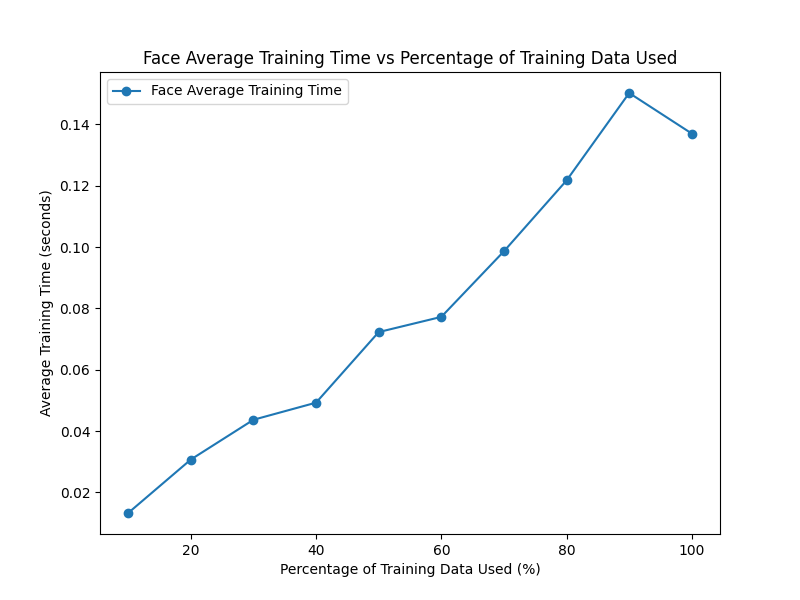 Face Average Training Time vs Percentage of Training Data Used
Face Average Training Time
0.14
0.12
0.10
0.08
0.06
0.04
0.02
Average Training Time (seconds)
20 40 60 80 100
Percentage of Training Data Used (%)